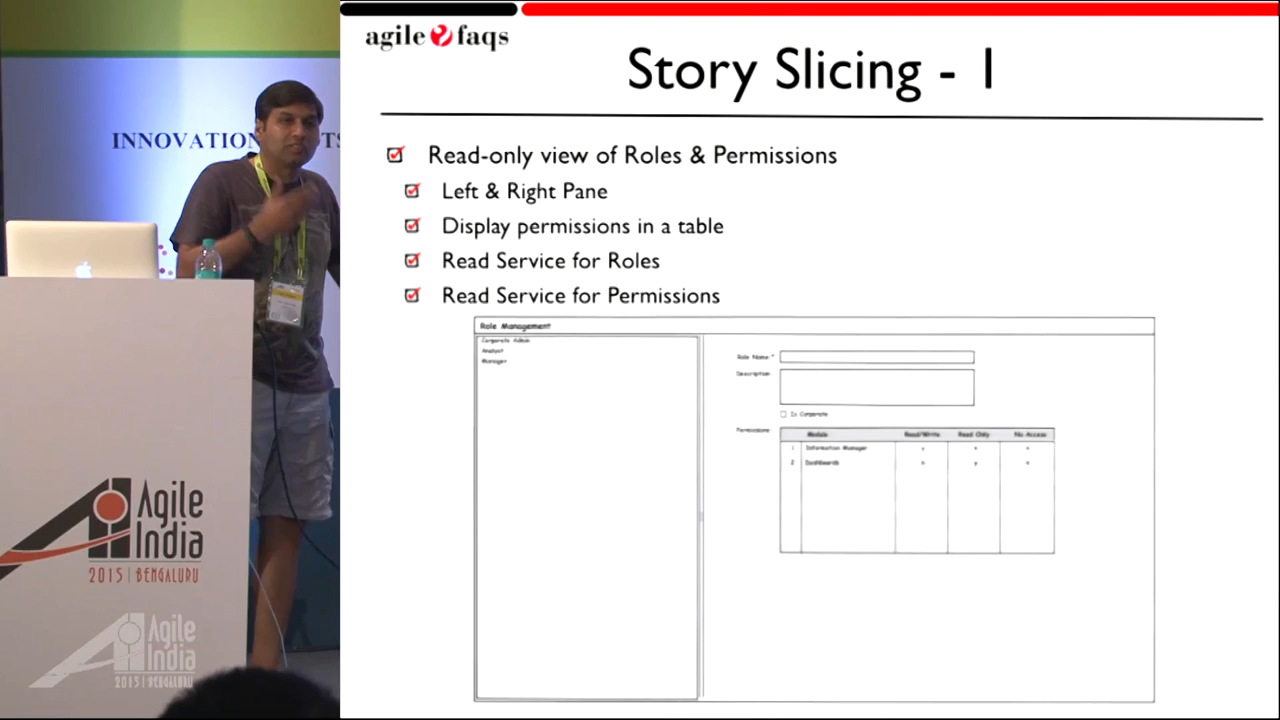 agile faqs
Story Slicing - 1
INNOVATION
Read-only view of Roles & Permissions
Left & Right Pane
Display permissions in a table
Read Service for Roles
Read Service for Permissions
Role Management
Corporate Admin
Analyst
Manager
Role Name: *
Description:
Is Corporate
Permissions:
Module Read/Write Read Only No Access
1 Information Manager
2 Dashboards
Agile
India
2015 | BENGALURU
Agile
India
2015 | BENGALURU